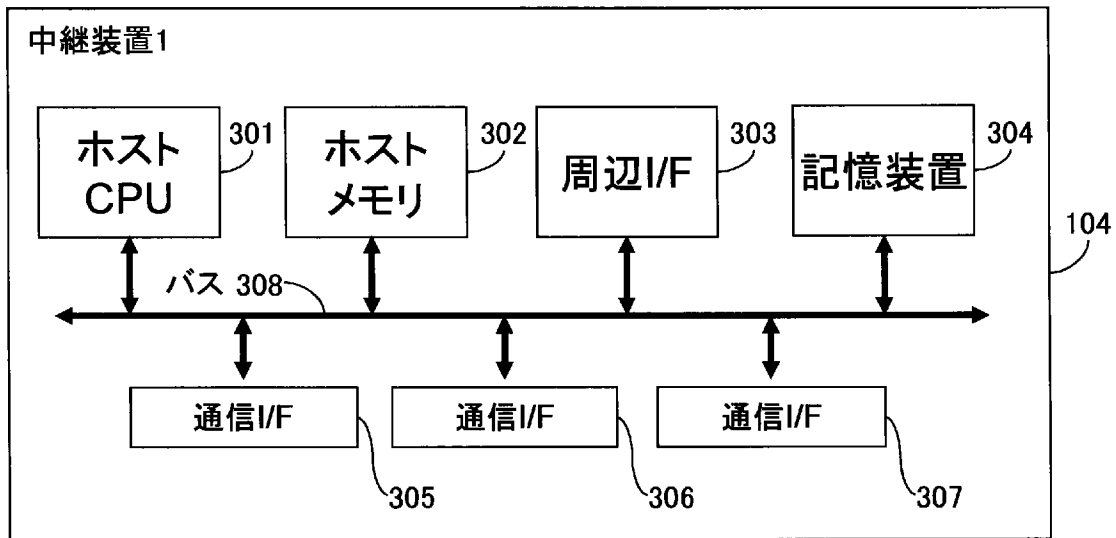 中継装置1
ホスト
CPU
301
ホスト
メモリ
302
周辺I/F
303
記憶装置
304
104
バス 308
通信I/F
305
通信I/F
306
通信I/F
307